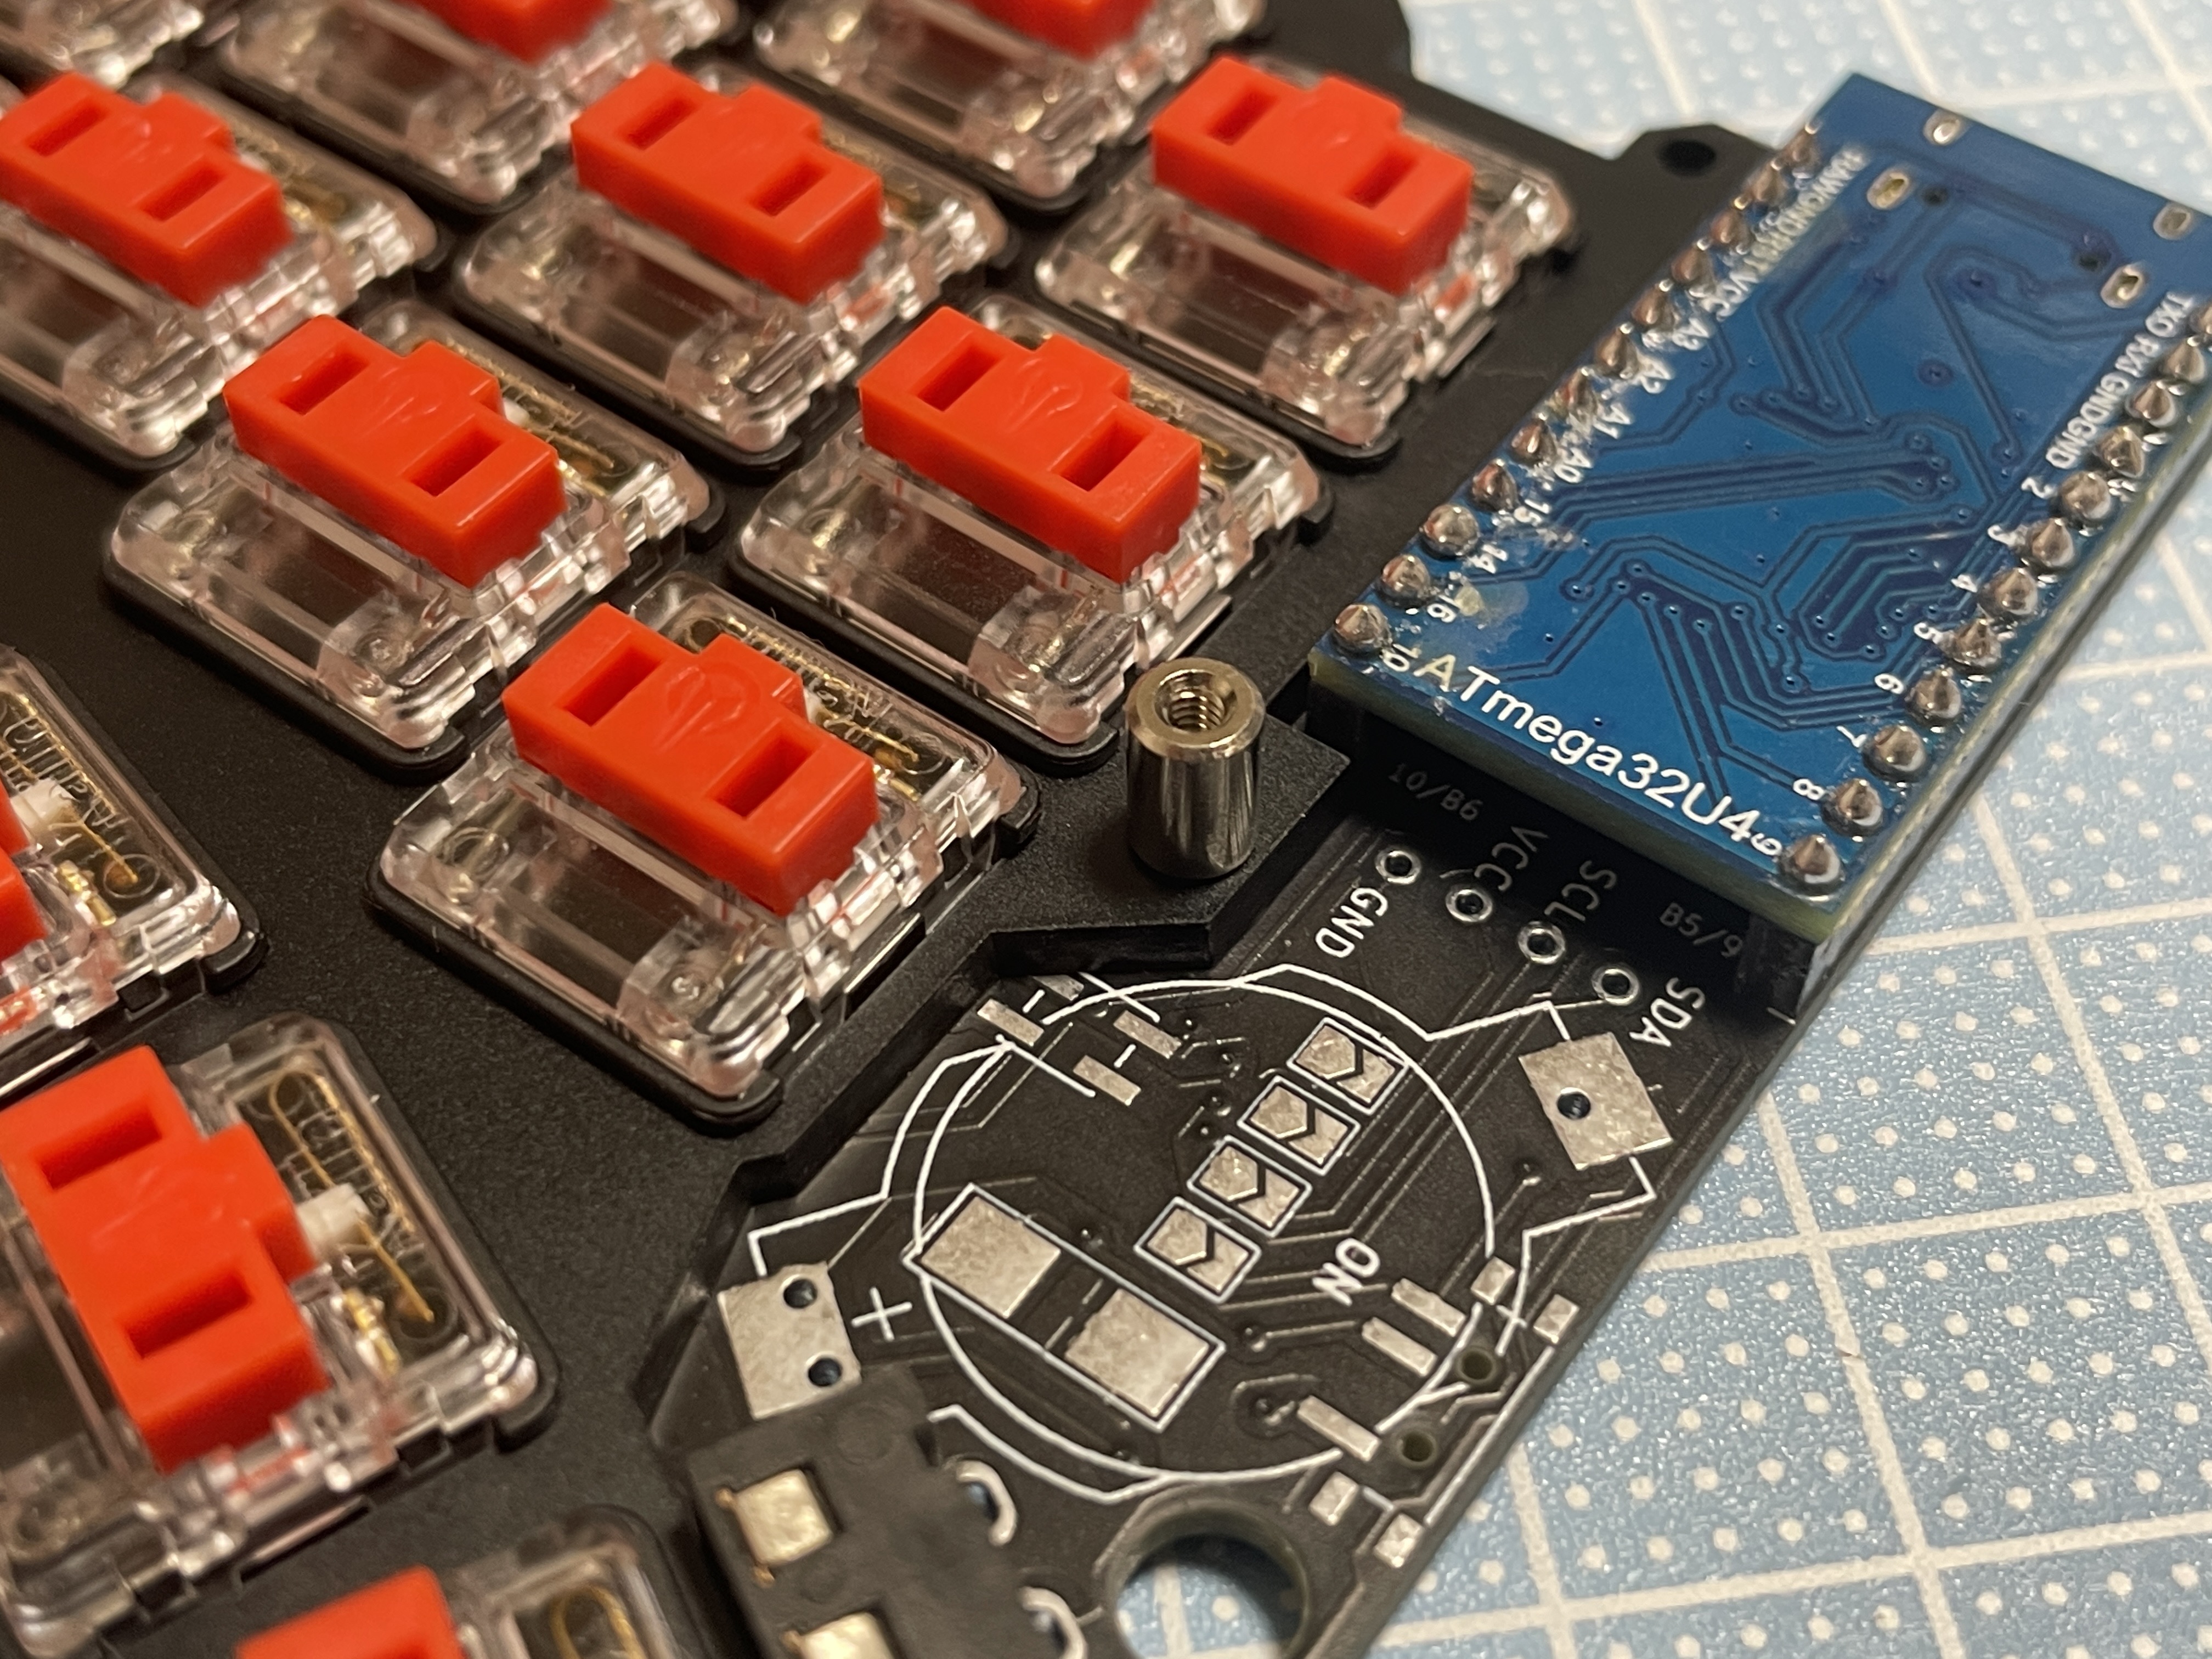 RAW GND RST VCC A3 A2 A1 A0 15 14 16 10
TXO RXI GND GND 2 3 4 5 6 7 8 9
ATmega32U4
10/B6
B5/9
GND
VCC
SCL
SDA
ON
+